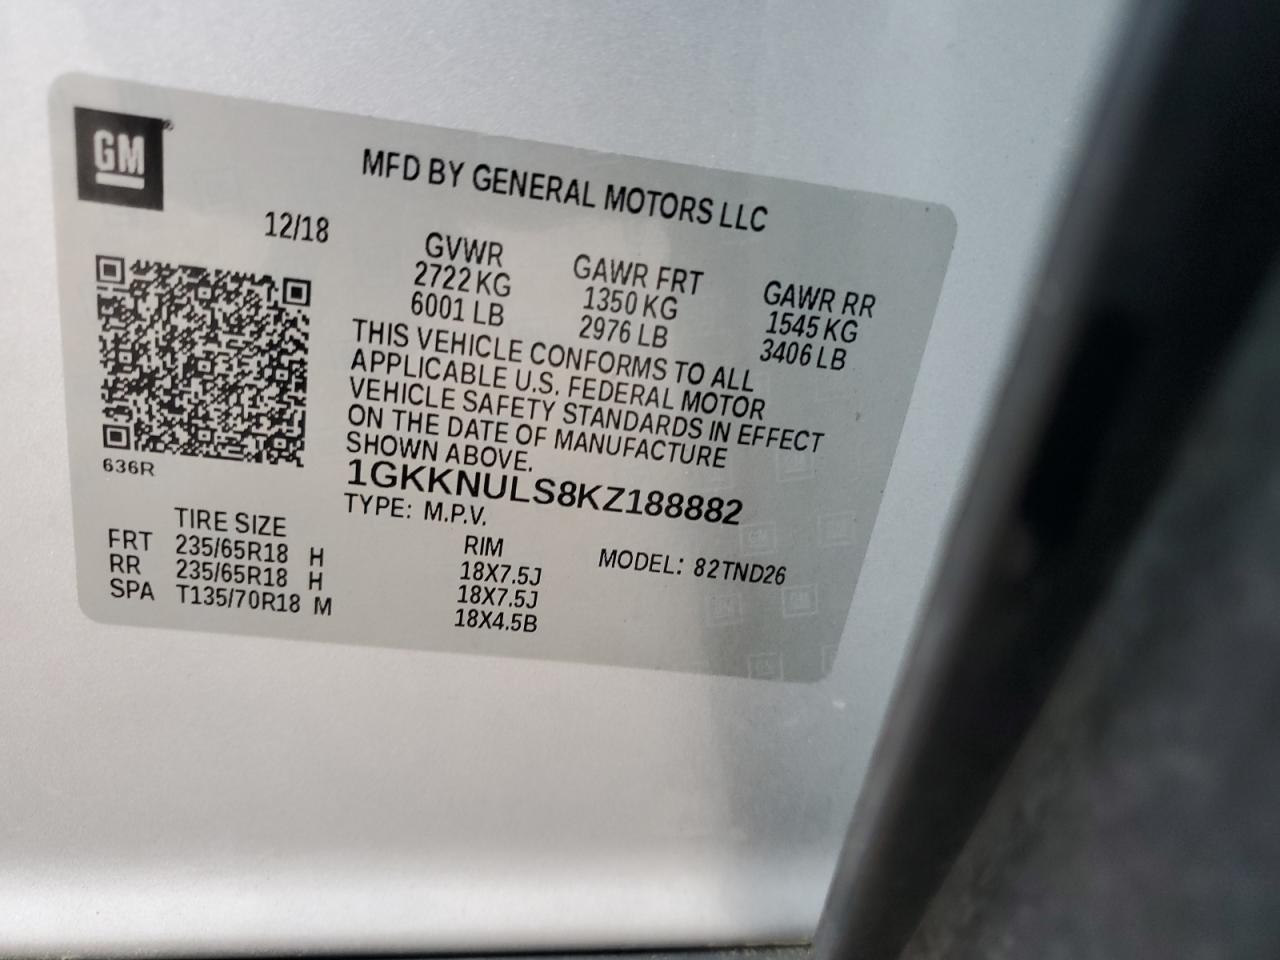 GM
MFD BY GENERAL MOTORS LLC
12/18
GVWR GAWR FRT GAWR RR
2722 KG 1350 KG 1545 KG
6001 LB 2976 LB 3406 LB
THIS VEHICLE CONFORMS TO ALL
APPLICABLE U.S. FEDERAL MOTOR
VEHICLE SAFETY STANDARDS IN EFFECT
ON THE DATE OF MANUFACTURE
SHOWN ABOVE.
636R
1GKKNULS8KZ188882
TYPE: M.P.V.
TIRE SIZE RIM MODEL: 82TND26
FRT 235/65R18 H 18X7.5J
RR 235/65R18 H 18X7.5J
SPA T135/70R18 M 18X4.5B